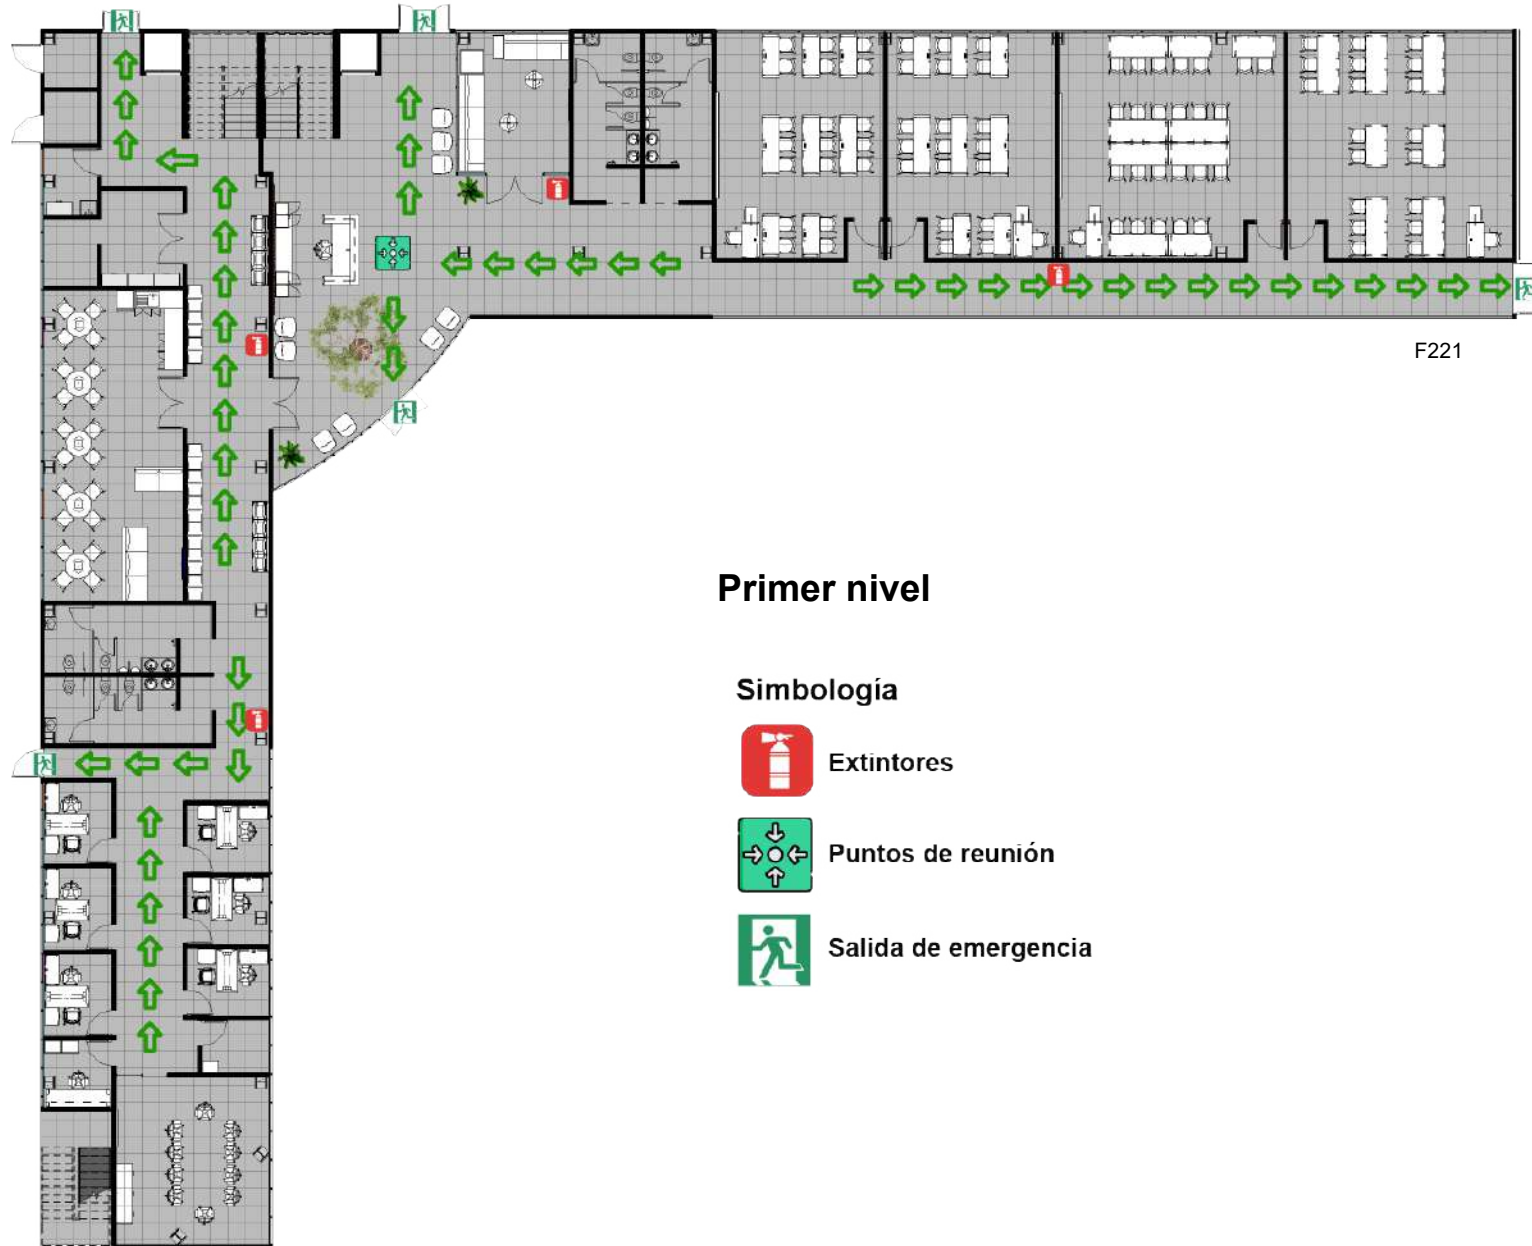 F221
Primer nivel
Simbología
Extintores
Puntos de reunión
Salida de emergencia